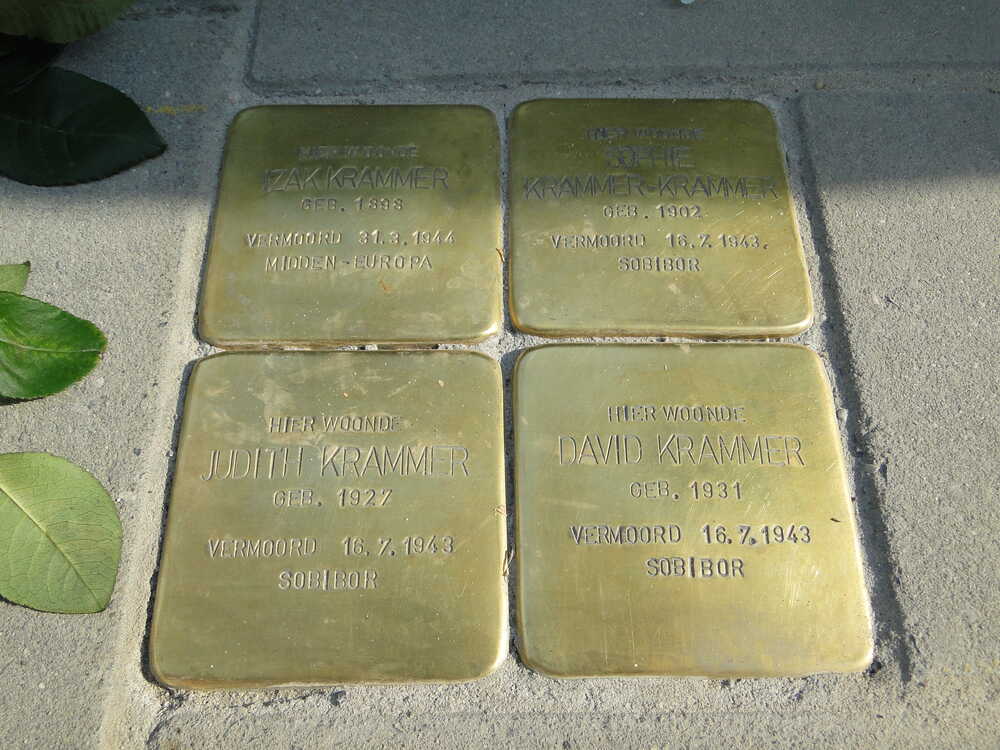 HIER WOONDE
IZAK KRAMMER
GEB. 1898
VERMOORD 31.3.1944
MIDDEN-EUROPA
HIER WOONDE
SOPHIE
KRAMMER-KRAMMER
GEB. 1902
VERMOORD 16.7.1943.
SOBIBOR
HIER WOONDE
JUDITH KRAMMER
GEB. 1927
VERMOORD 16.7.1943
SOBIBOR
HIER WOONDE
DAVID KRAMMER
GEB. 1931
VERMOORD 16.7.1943
SOBIBOR